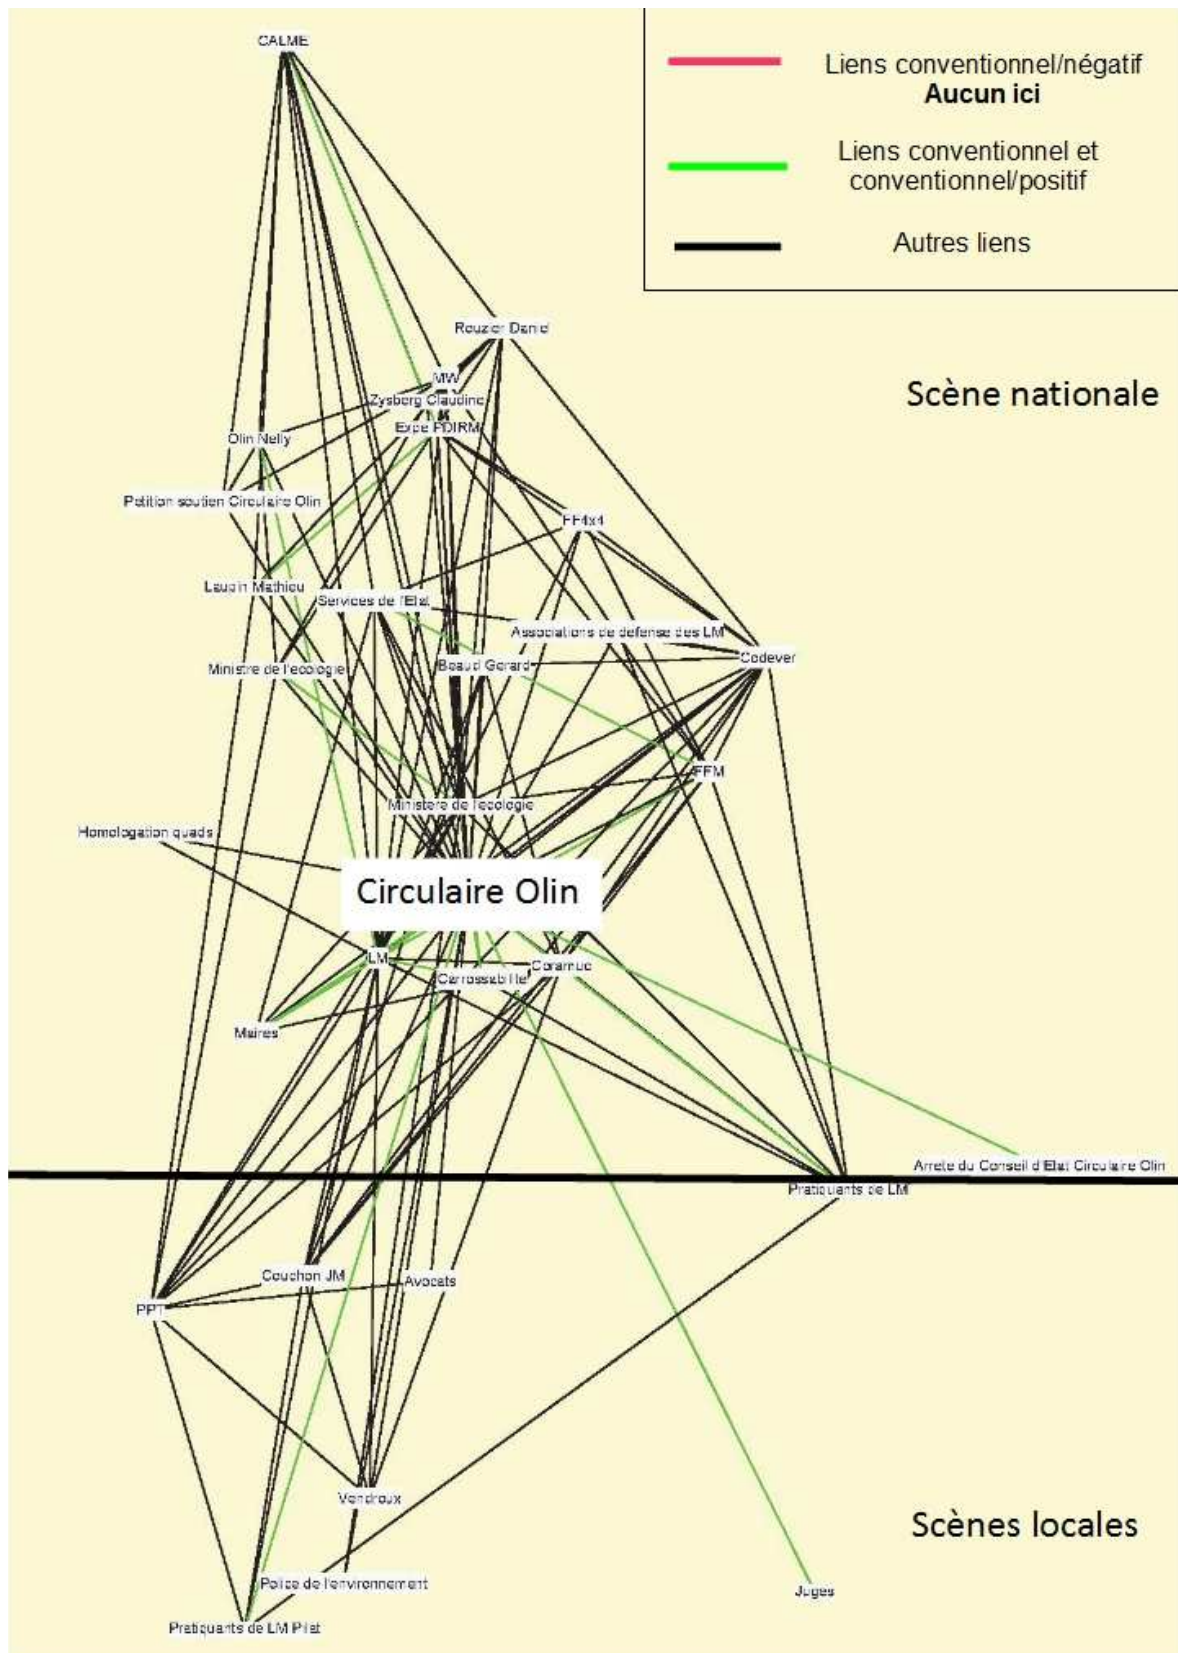 CALME
Liens conventionnel/négatif
Aucun ici
Liens conventionnel et
conventionnel/positif
Autres liens
Rouzier Daniel
MW
Scène nationale
Zysberg Claudine
Expe PDIRM
Olin Nelly
Petition soutien Circulaire Olin
FF4x4
Laupin Mathieu
Services de l'Etat
Associations de defense des LM
Codever
Beaud Gerard
Ministre de l'ecologie
FFM
Ministere de l'ecologie
Homologation quads
Circulaire Olin
LM
Coramuc
Carrossabilite
Maires
Arrete du Conseil d'Etat Circulaire Olin
Pratiquants de LM
Couchon JM
Avocats
PPT
Vendroux
Scènes locales
Police de l'environnement
Juges
Pratiquants de LM Pilat